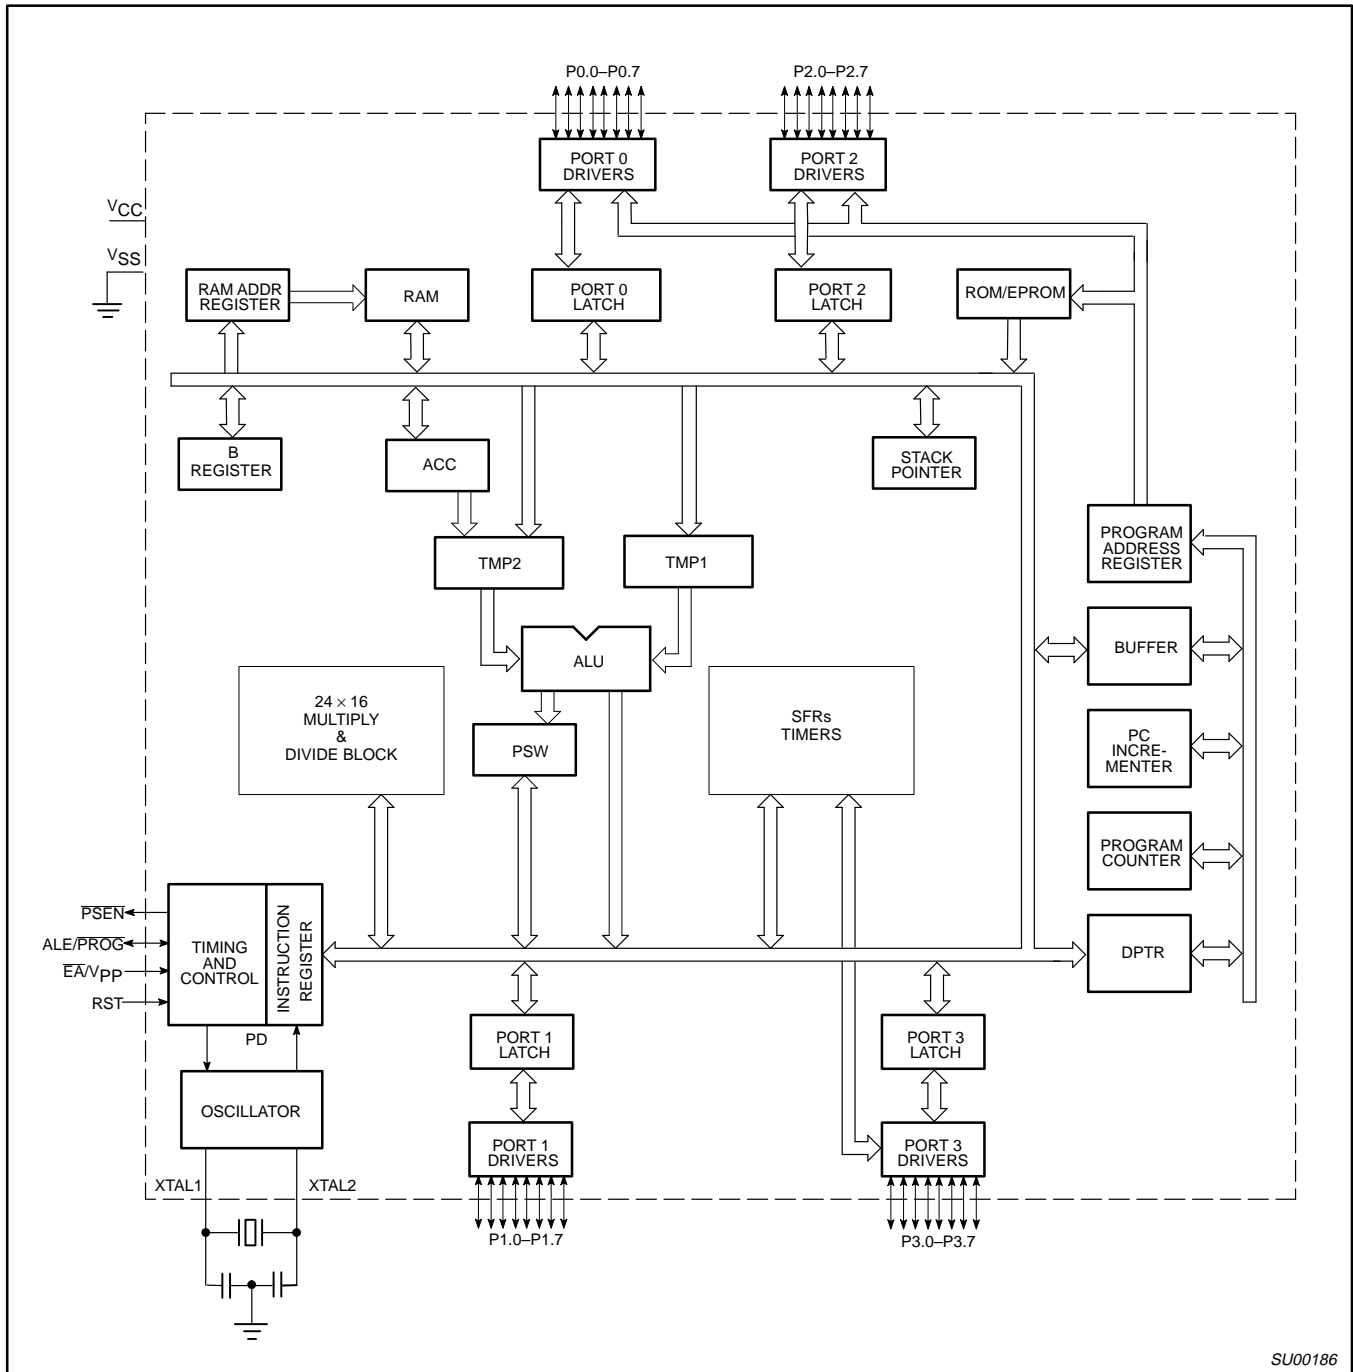 P0.0–P0.7
P2.0–P2.7
PORT 0
DRIVERS
PORT 2
DRIVERS
VCC
VSS
RAM ADDR
REGISTER
RAM
PORT 0
LATCH
PORT 2
LATCH
ROM/EPROM
B
REGISTER
ACC
STACK
POINTER
TMP2
TMP1
PROGRAM
ADDRESS
REGISTER
ALU
BUFFER
24 × 16
MULTIPLY
&
DIVIDE BLOCK
PSW
SFRs
TIMERS
PC
INCRE-
MENTER
PROGRAM
COUNTER
PSEN
ALE/PROG
EA/VPP
RST
TIMING
AND
CONTROL
INSTRUCTION
REGISTER
DPTR
PD
PORT 1
LATCH
PORT 3
LATCH
OSCILLATOR
PORT 1
DRIVERS
PORT 3
DRIVERS
XTAL1
XTAL2
P1.0–P1.7
P3.0–P3.7
SU00186